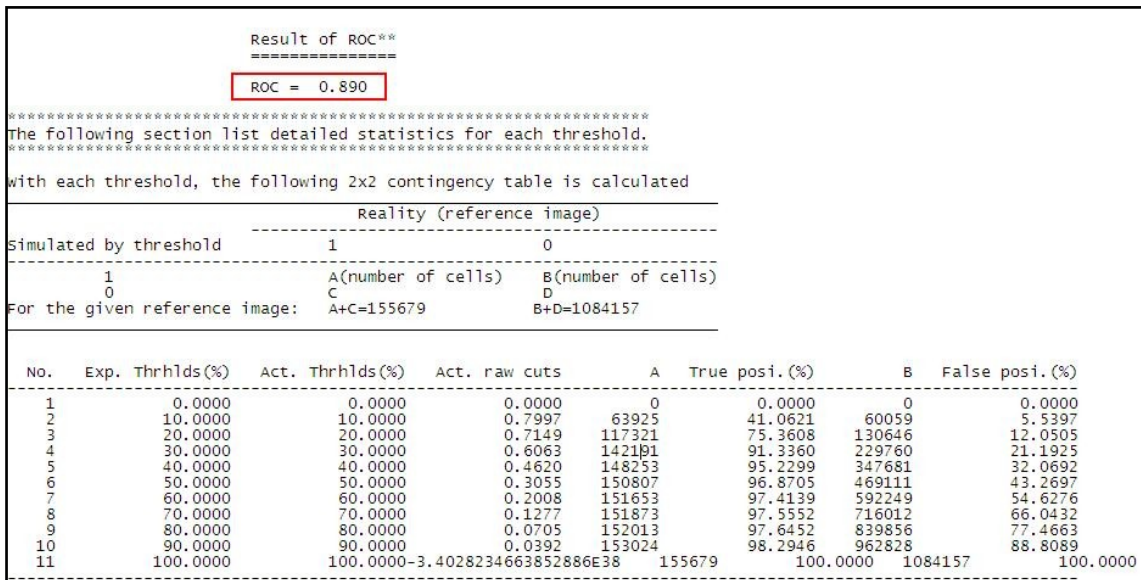 Result of ROC**
===============
ROC = 0.890
******************************************************************
The following section list detailed statistics for each threshold.
******************************************************************
With each threshold, the following 2x2 contingency table is calculated
Reality (reference image)
------------------------------------------------
Simulated by threshold 1 0
1 A(number of cells) B(number of cells)
0 C D
For the given reference image: A+C=155679 B+D=1084157
No. Exp. Thrhlds(%) Act. Thrhlds(%) Act. raw cuts A True posi.(%) B False posi.(%)
1 0.0000 0.0000 0.0000 0 0.0000 0 0.0000
2 10.0000 10.0000 0.7997 63925 41.0621 60059 5.5397
3 20.0000 20.0000 0.7149 117321 75.3608 130646 12.0505
4 30.0000 30.0000 0.6063 142191 91.3360 229760 21.1925
5 40.0000 40.0000 0.4620 148253 95.2299 347681 32.0692
6 50.0000 50.0000 0.3055 150807 96.8705 469111 43.2697
7 60.0000 60.0000 0.2008 151653 97.4139 592249 54.6276
8 70.0000 70.0000 0.1277 151873 97.5552 716012 66.0432
9 80.0000 80.0000 0.0705 152013 97.6452 839856 77.4663
10 90.0000 90.0000 0.0392 153024 98.2946 962828 88.8089
11 100.0000 100.0000-3.4028234663852886E38 155679 100.0000 1084157 100.0000